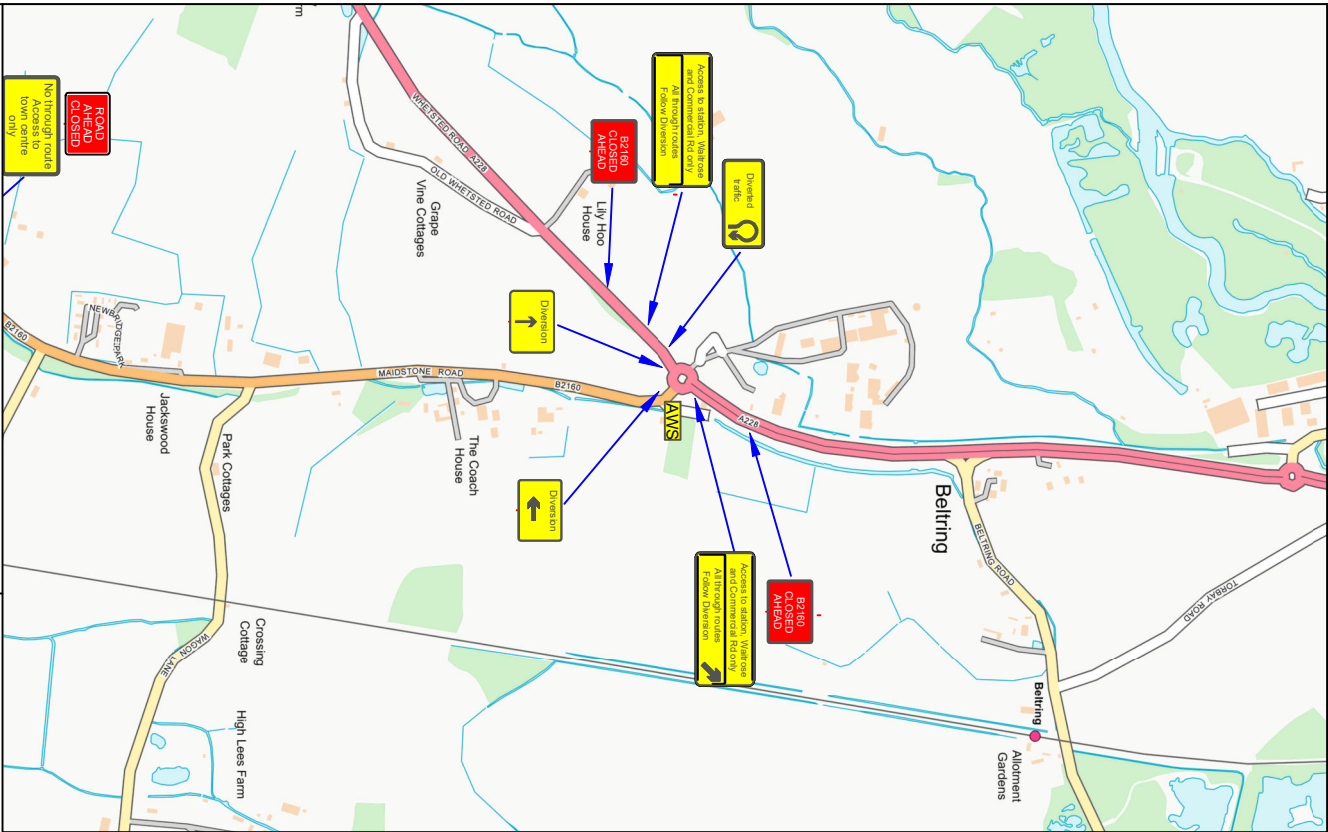 rm
No through route
Access to
town centre
only
ROAD
AHEAD
CLOSED
WHETSTED ROAD A228
OLD WHETSTED ROAD
Grape
Vine Cottages
Lily Hoo
House
B2160
CLOSED
AHEAD
Access to station, Waitrose
and Commercial Rd only
All through routes
Follow Diversion
Diverted
traffic
Diversion
AWS
A228
B2160
MAIDSTONE ROAD
The Coach
House
Diversion
NEWBRIDGE PARK
B2160
Jackswood
House
Park Cottages
WAGON LANE
Crossing
Cottage
High Lees Farm
Access to station, Waitrose
and Commercial Rd only
All through routes
Follow Diversion
B2160
CLOSED
AHEAD
Beltring
BELTRING ROAD
TORBAY ROAD
Beltring
Allotment
Gardens